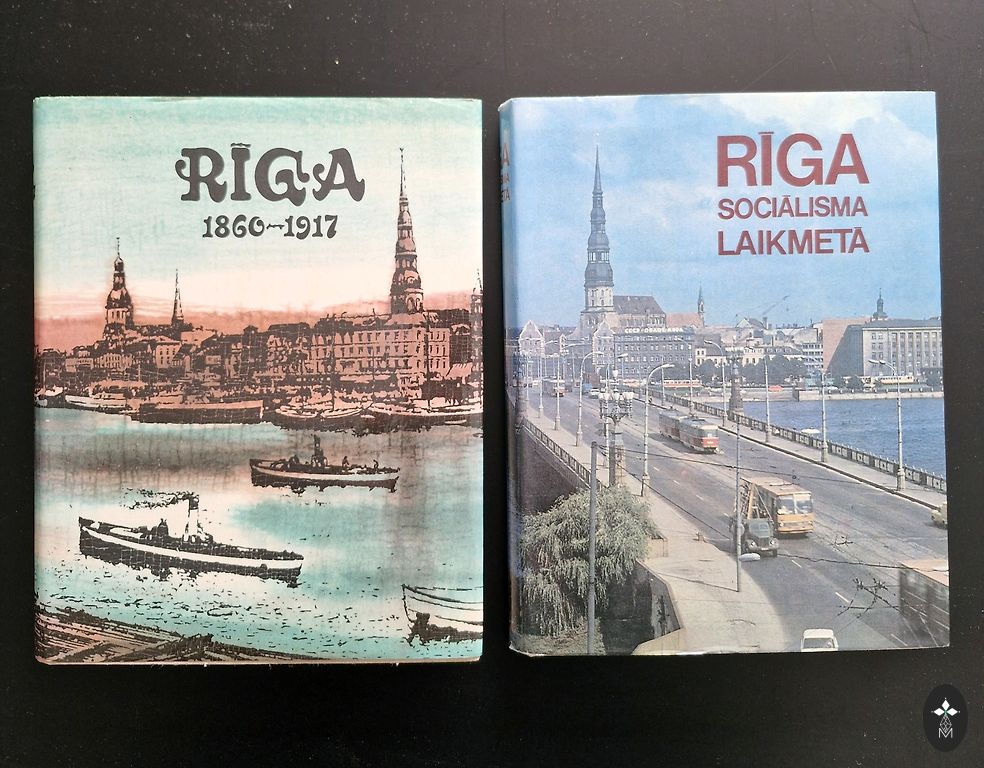 RĪGA
1860–1917
RĪGA
SOCIĀLISMA
LAIKMETĀ
M